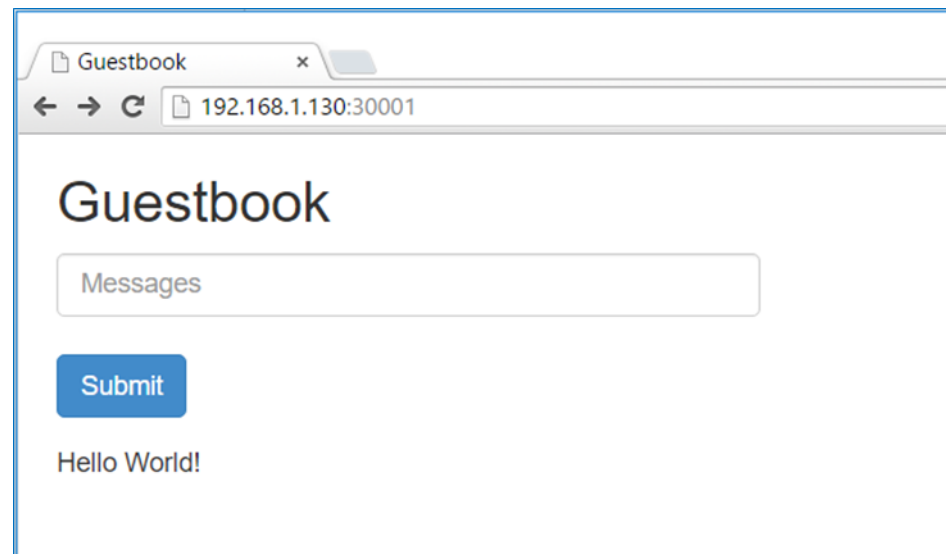 Guestbook
192.168.1.130:30001
Guestbook
Messages
Submit
Hello World!